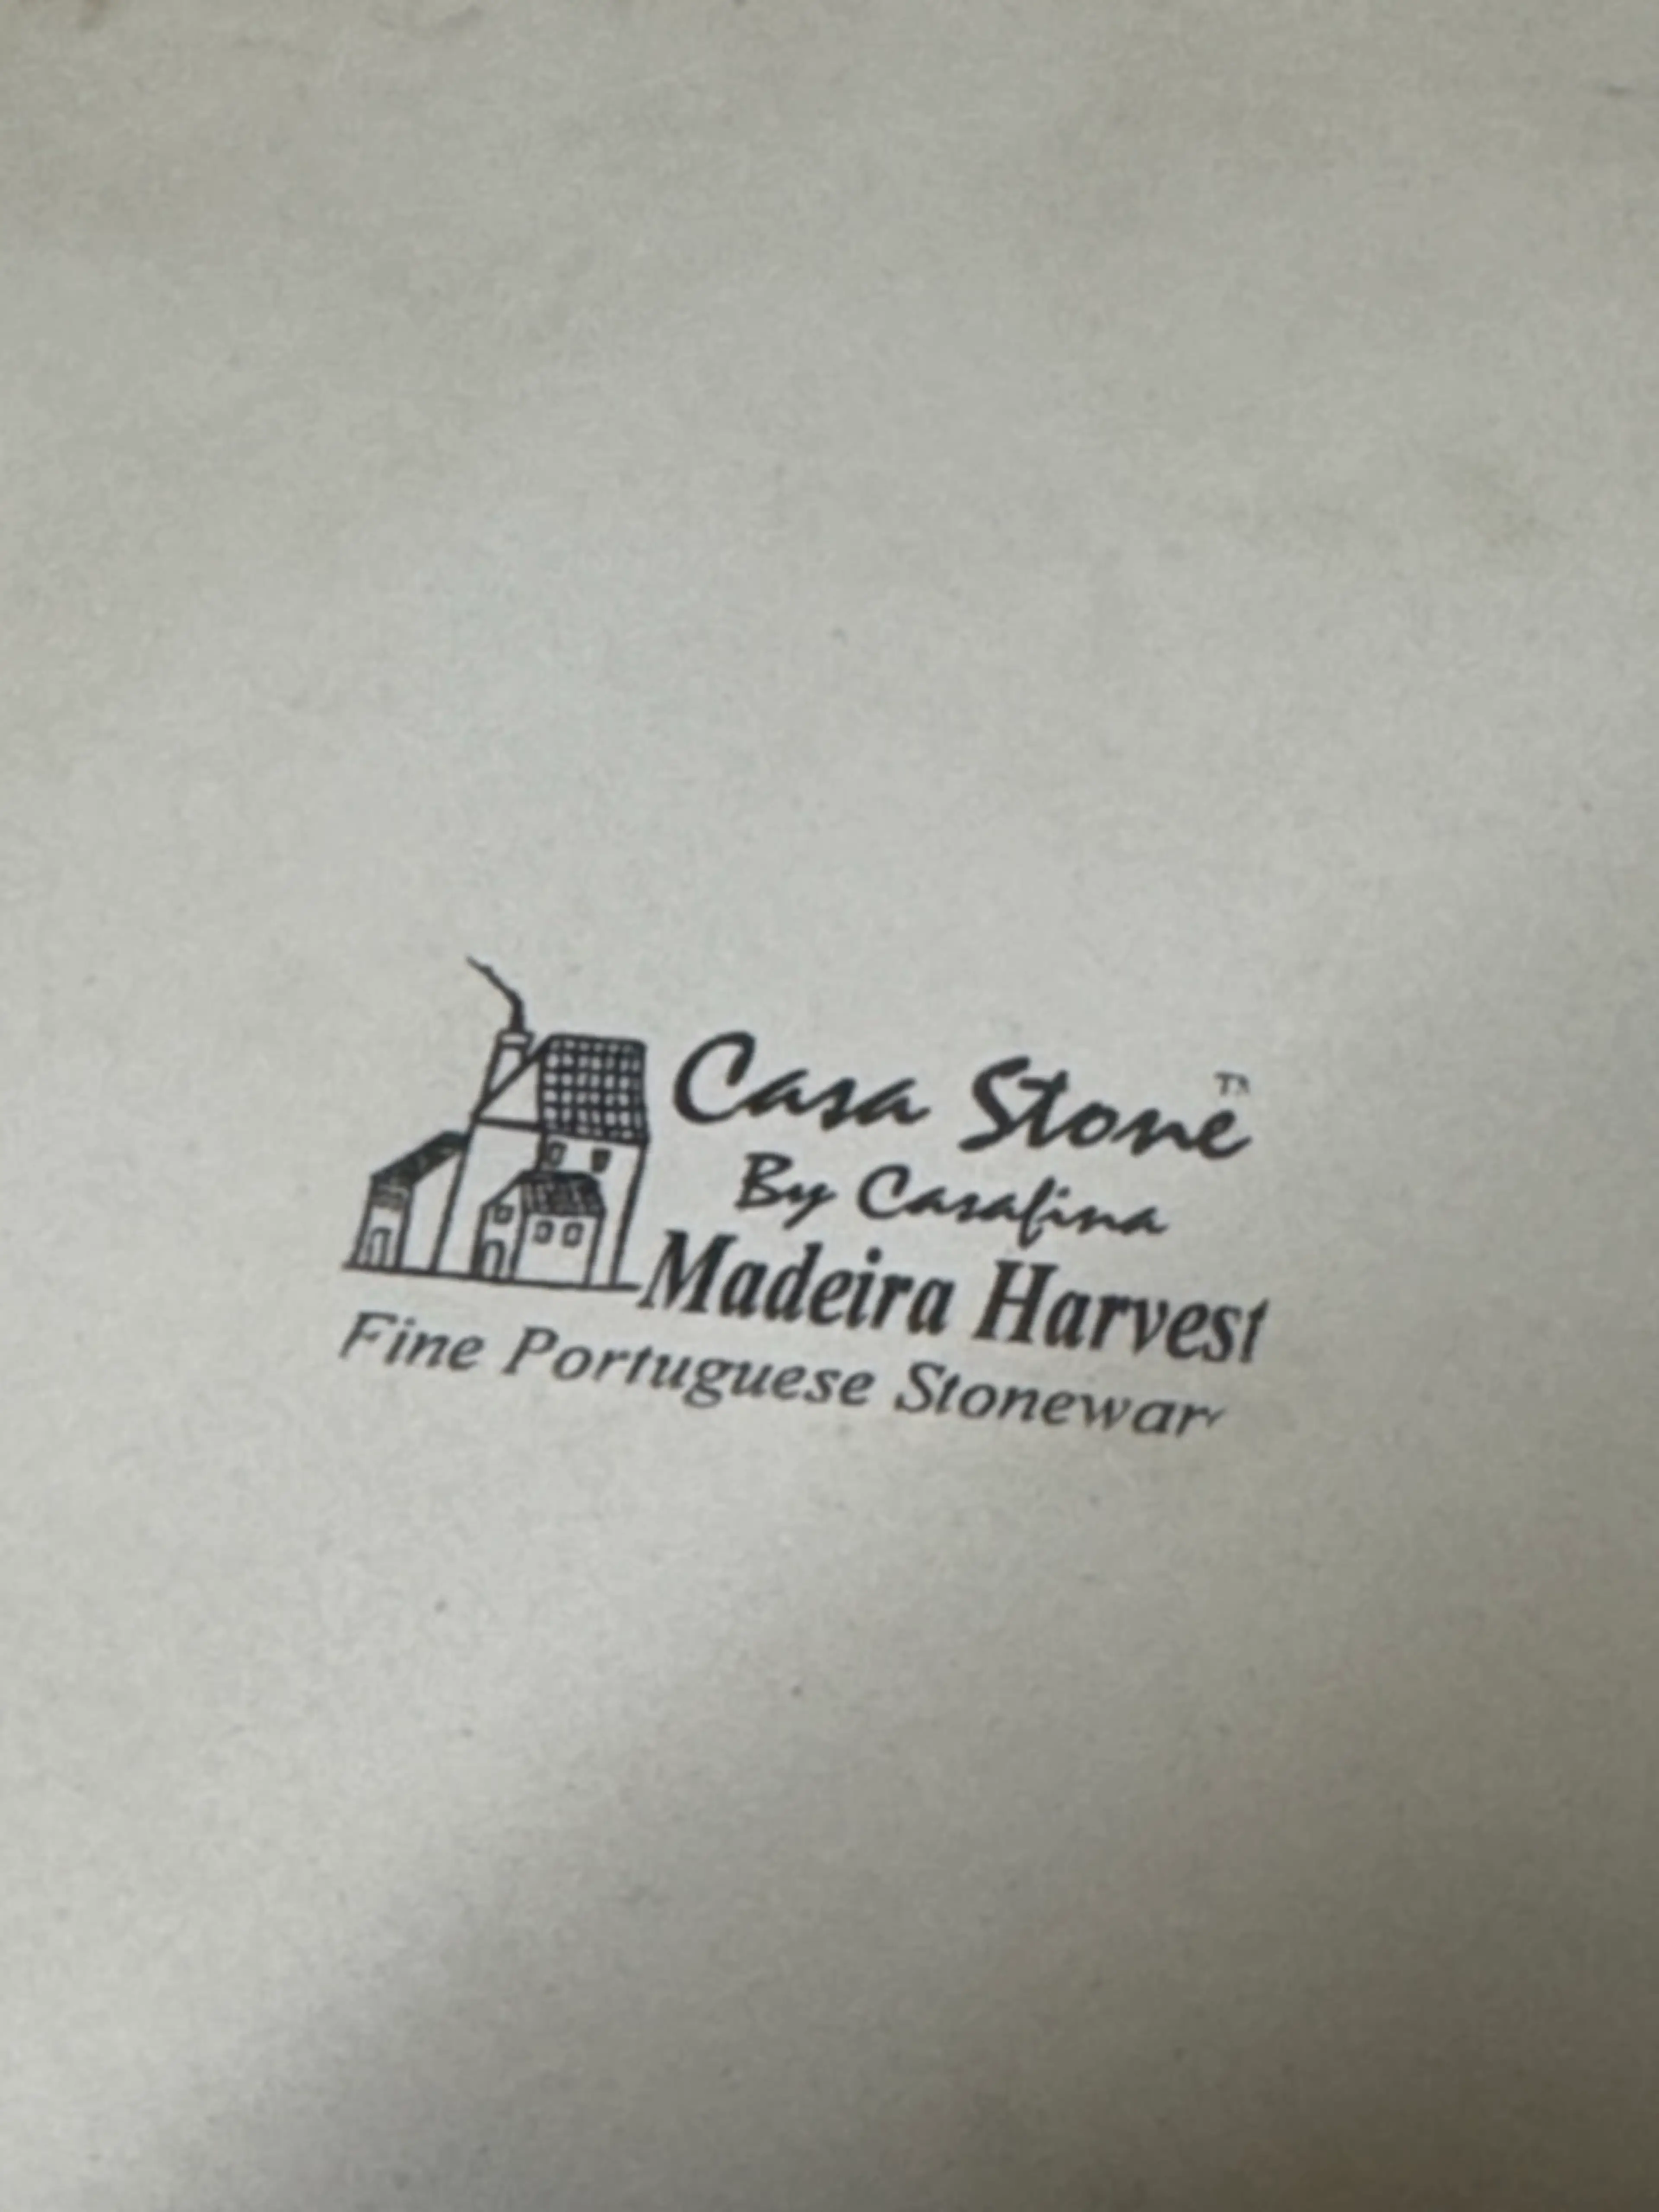 Casa Stone™
By Casafina
Madeira Harvest
Fine Portuguese Stonewar